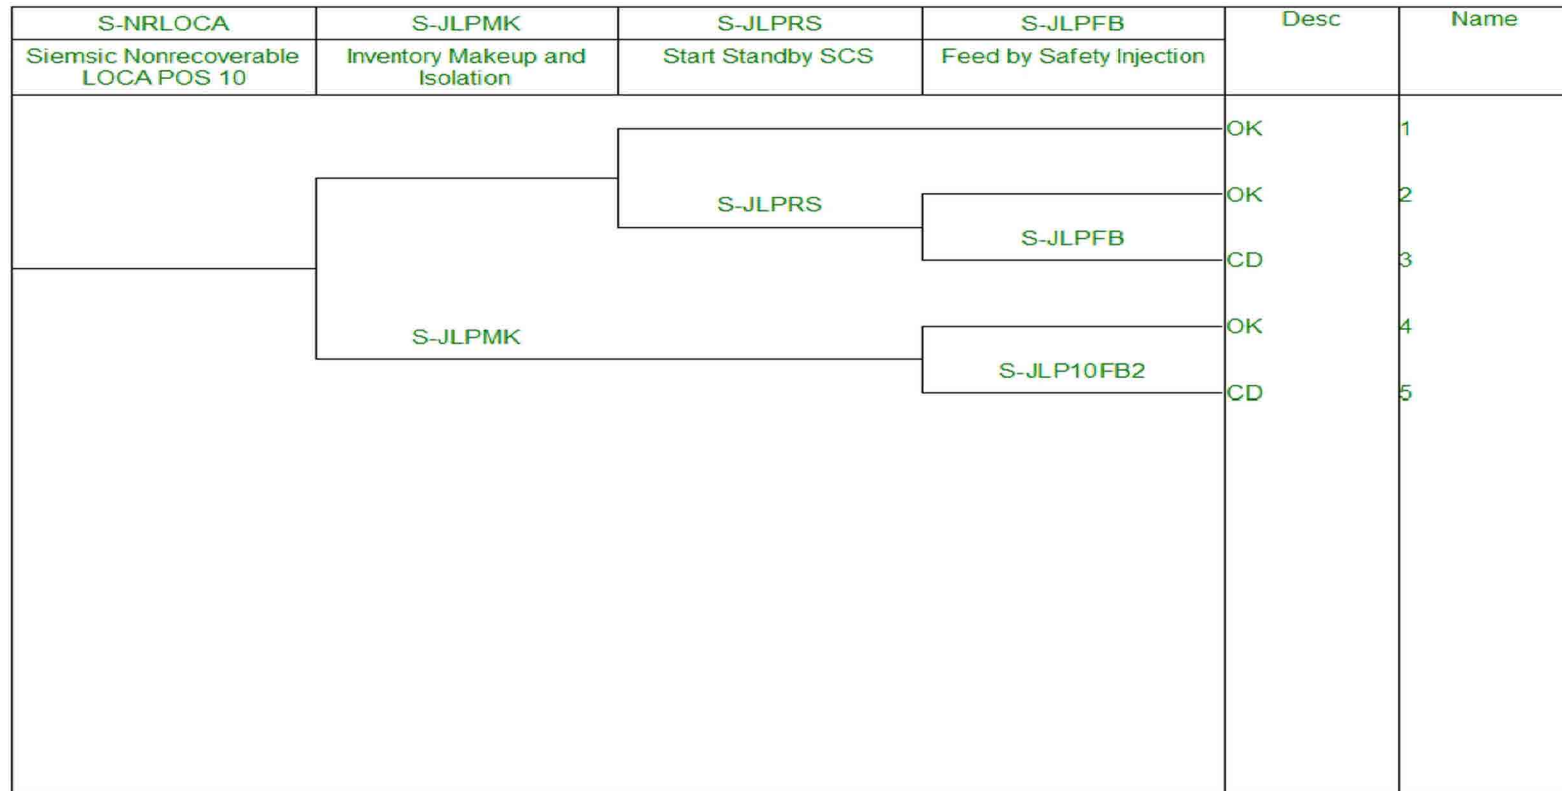 S-NRLOCA S-JLPMK S-JLPRS S-JLPFB Desc Name
Siemsic Nonrecoverable
LOCA POS 10
Inventory Makeup and
Isolation
Start Standby SCS
Feed by Safety Injection
OK 1
S-JLPRS
OK 2
S-JLPFB
CD 3
S-JLPMK
OK 4
S-JLP10FB2
CD 5